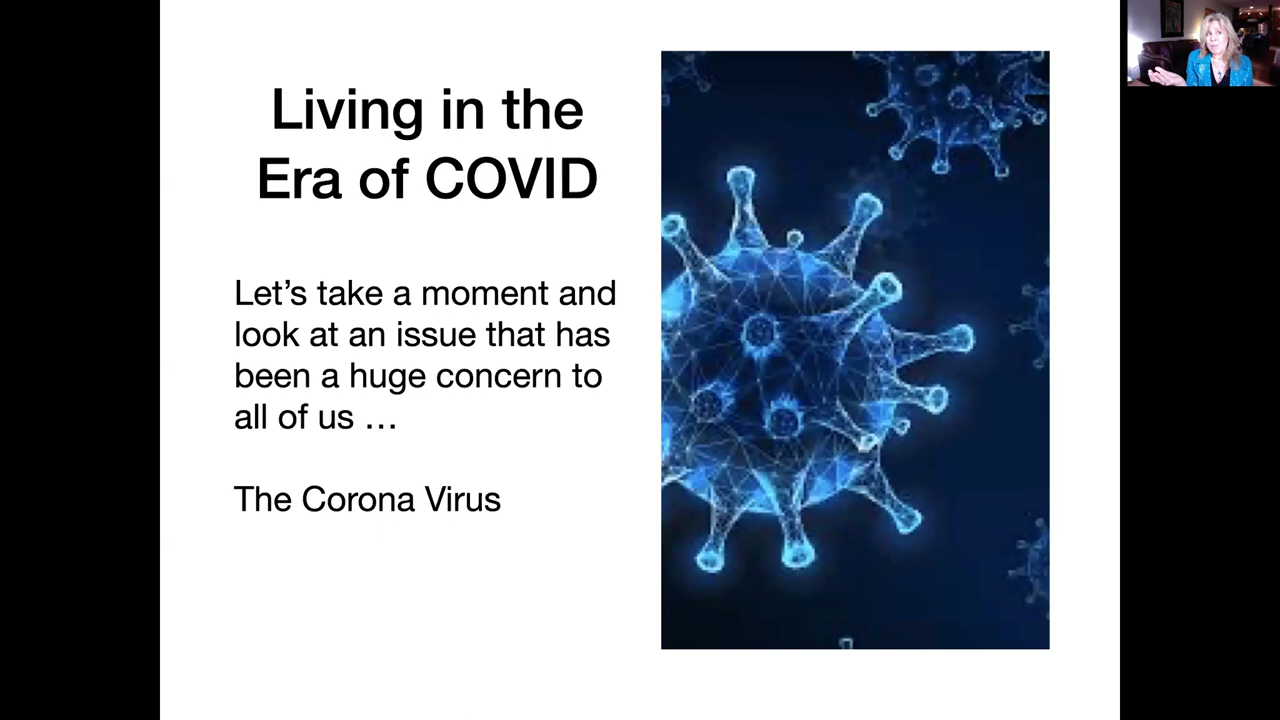 Living in the
Era of COVID
Let’s take a moment and
look at an issue that has
been a huge concern to
all of us …
The Corona Virus